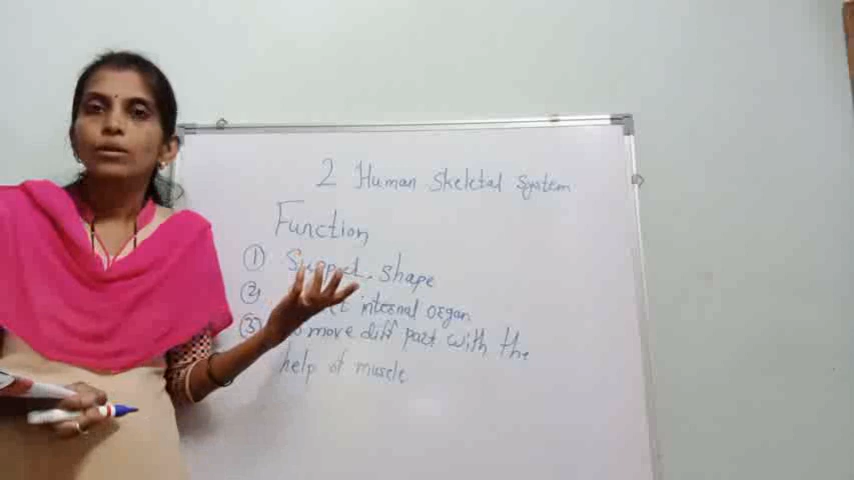 2 Human Skeletal System
Function
① Support shape
② internal organ
③ move diff part with the
help of muscle